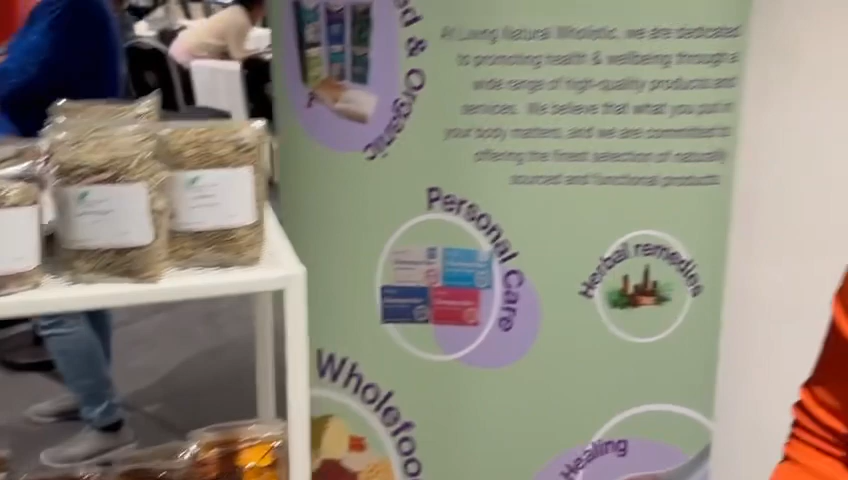 d & Organic
At Living Natural Wholistic, we are dedicated
to promoting health & wellbeing through a
wide range of high-quality products and
services. We believe that what you put in
your body matters, and we are committed to
offering the finest selection of naturally
sourced and functional products.
Personal Care
Herbal remedies
Wholefoo
Healing